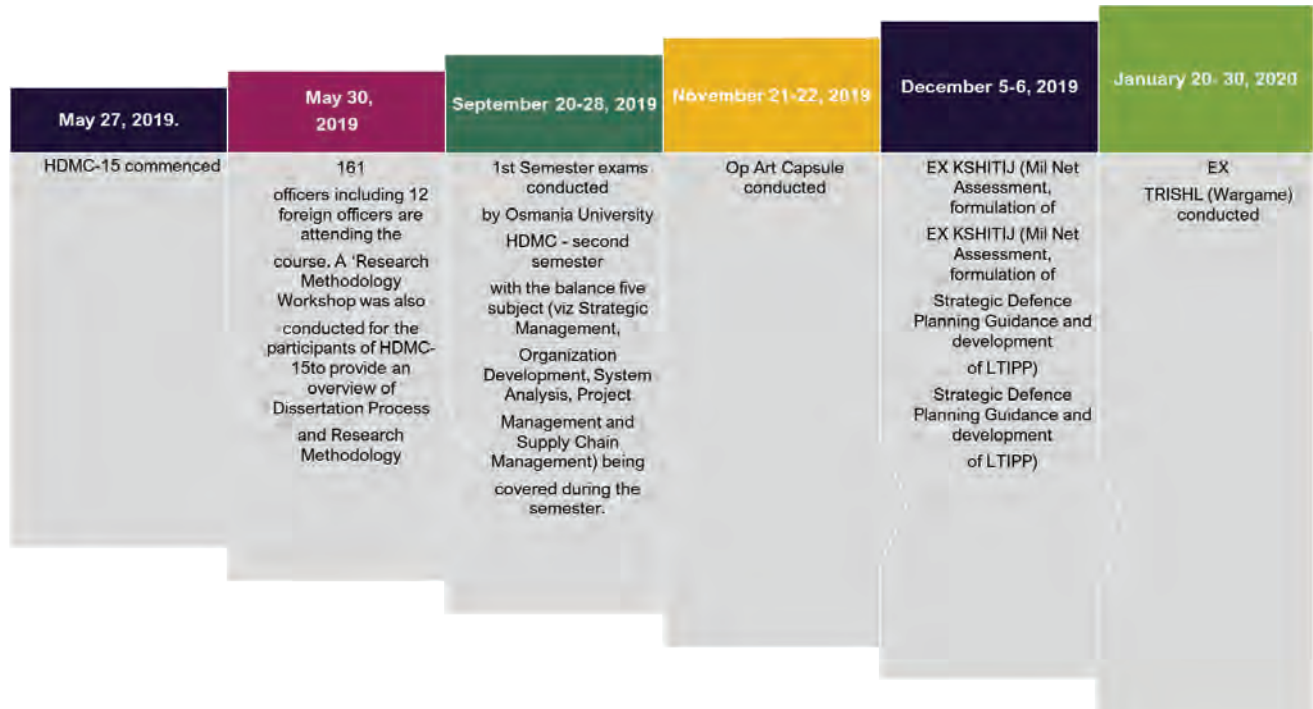 May 27, 2019.
HDMC-15 commenced
May 30,
2019
161
officers including 12
foreign officers are
attending the
course. A 'Research
Methodology
Workshop was also
conducted for the
participants of HDMC-
15to provide an
overview of
Dissertation Process
and Research
Methodology
September 20-28, 2019
1st Semester exams
conducted
by Osmania University
HDMC - second
semester
with the balance five
subject (viz Strategic
Management,
Organization
Development, System
Analysis, Project
Management and
Supply Chain
Management) being
covered during the
semester.
November 21-22, 2019
Op Art Capsule
conducted
December 5-6, 2019
EX KSHITIJ (Mil Net
Assessment,
formulation of
EX KSHITIJ (Mil Net
Assessment,
formulation of
Strategic Defence
Planning Guidance and
development
of LTIPP)
Strategic Defence
Planning Guidance and
development
of LTIPP)
January 20- 30, 2020
EX
TRISHL (Wargame)
conducted